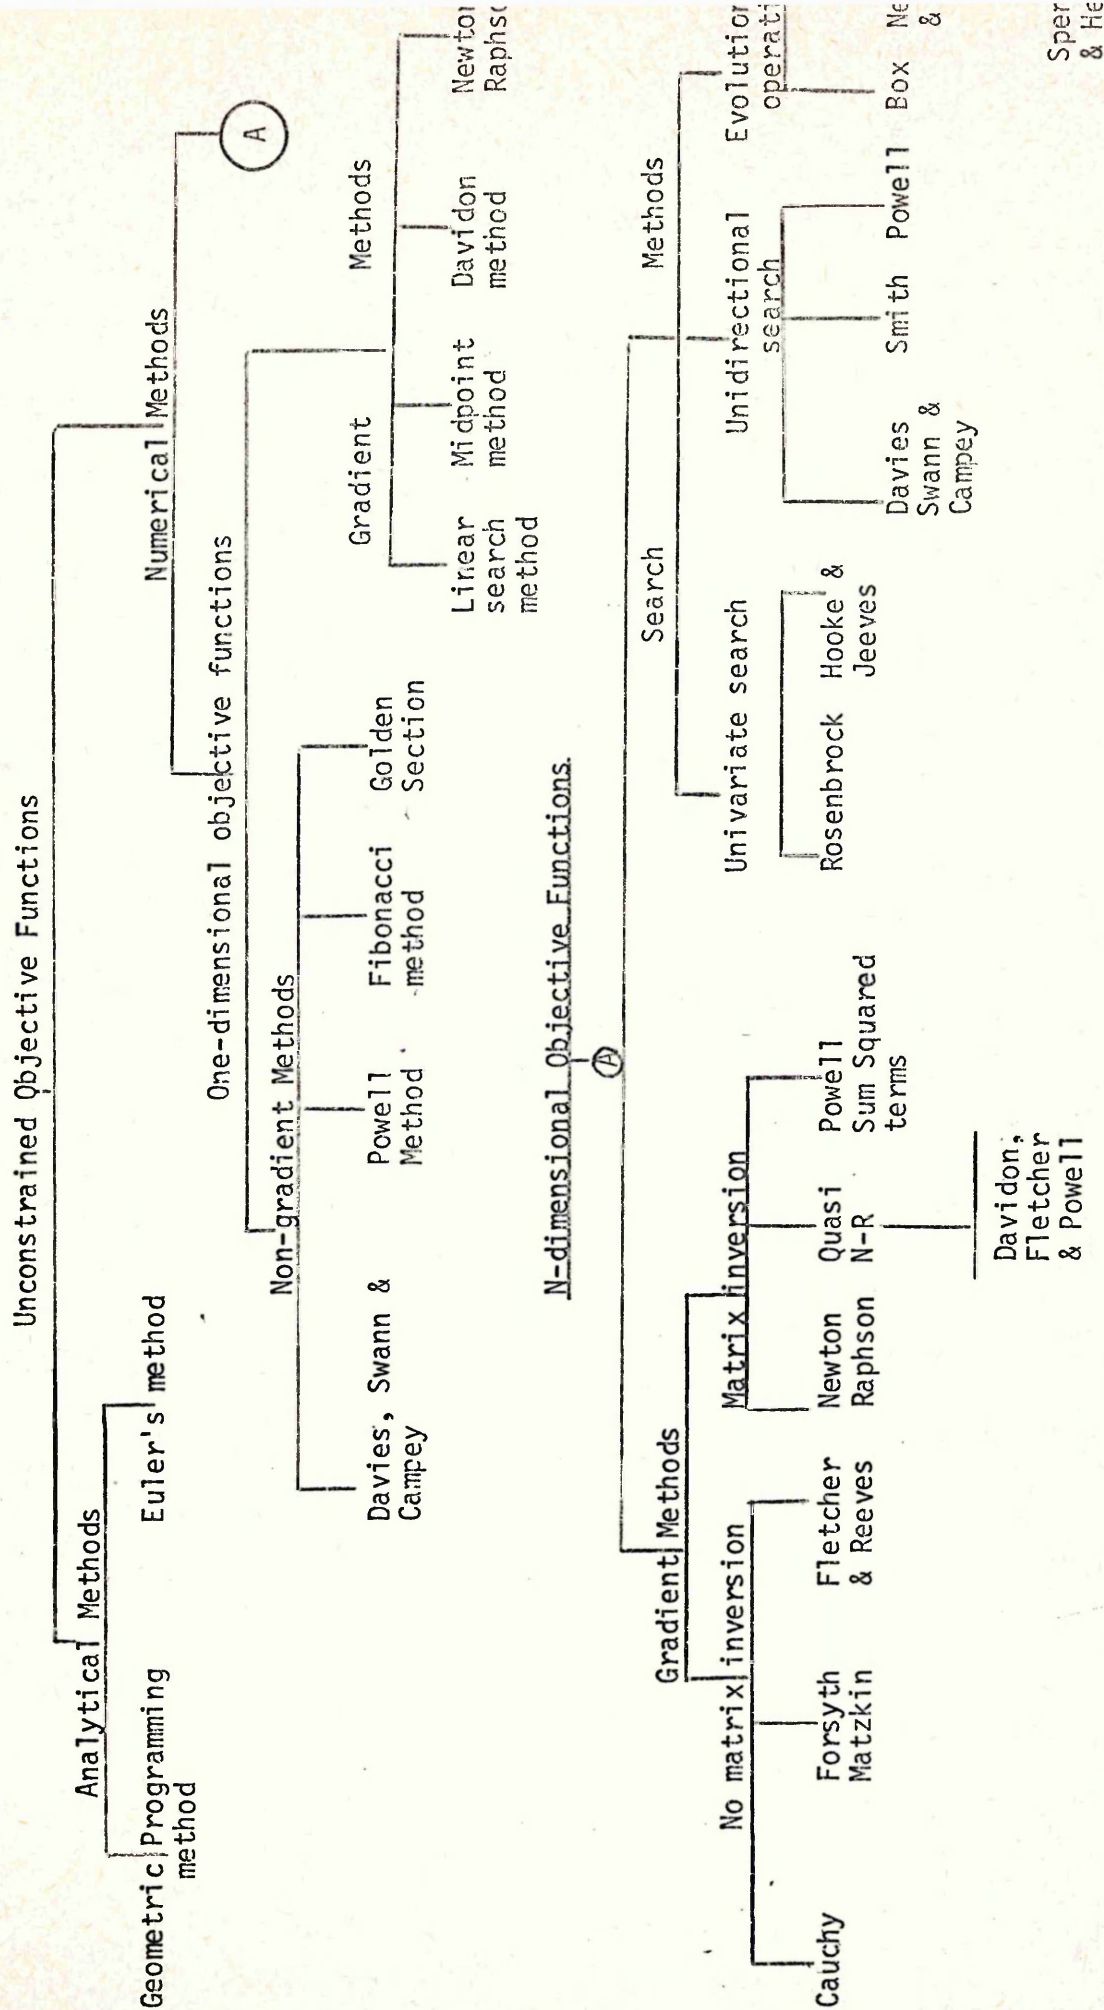 Unconstrained Objective Functions
Analytical Methods
Numerical Methods
Geometric Programming
method
Euler's method
A
One-dimensional objective functions
Non-gradient Methods
Gradient Methods
Davies, Swann &
Campey
Powell
Method
Fibonacci
method
Golden
Section
Linear
search
method
Midpoint
method
Davidon
method
N-dimensional Objective Functions.
A
Gradient Methods
Search Methods
No matrix inversion
Matrix inversion
Univariate search
Unidirectional
search
Cauchy
Forsyth
Matzkin
Fletcher
& Reeves
Newton
Raphson
Quasi
N-R
Powell
Sum Squared
terms
Rosenbrock
Hooke &
Jeeves
Davies
Swann &
Campey
Smith
Powell
Box
&
Davidon,
Fletcher
& Powell
&